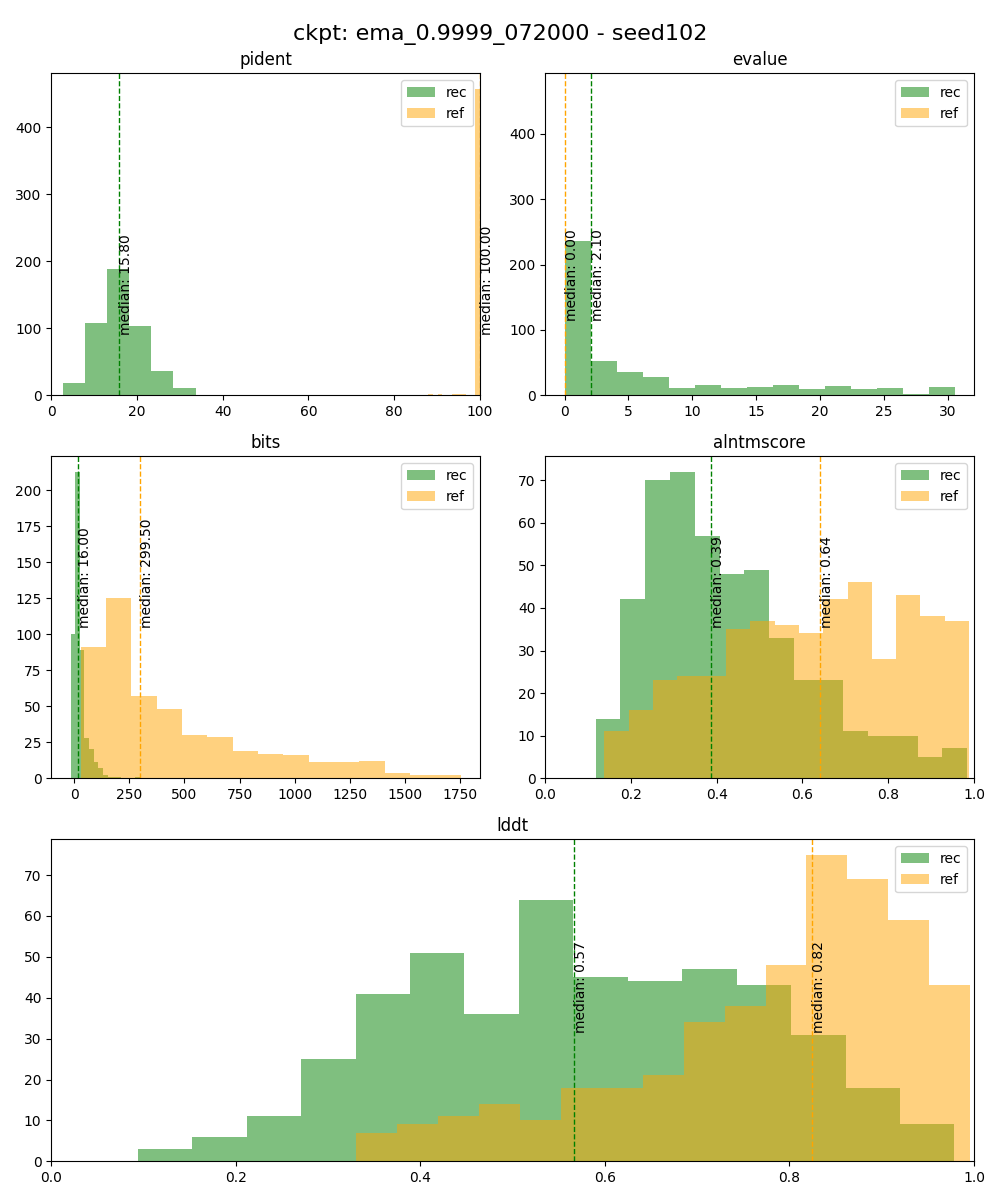 ckpt: ema_0.9999_072000 - seed102
pident
rec
ref
median: 15.80
median: 100.00
0
100
200
300
400
0
20
40
60
80
100
evalue
rec
ref
median: 0.00
median: 2.10
0
100
200
300
400
0
5
10
15
20
25
30
bits
rec
ref
median: 16.00
median: 299.50
0
25
50
75
100
125
150
175
200
0
250
500
750
1000
1250
1500
1750
alntmscore
rec
ref
median: 0.39
median: 0.64
0
10
20
30
40
50
60
70
0.0
0.2
0.4
0.6
0.8
1.0
lddt
rec
ref
median: 0.57
median: 0.82
0
10
20
30
40
50
60
70
0.0
0.2
0.4
0.6
0.8
1.0